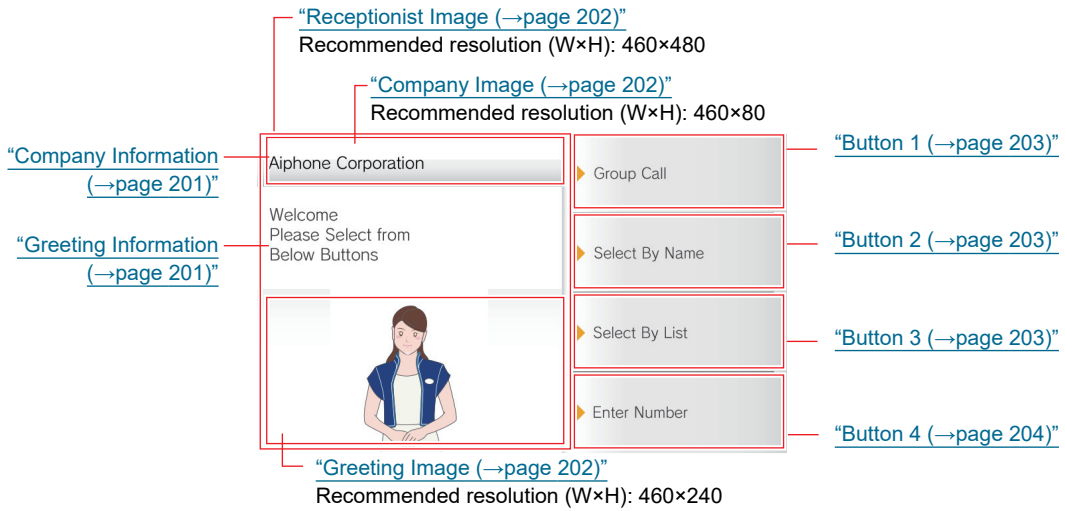 “Receptionist Image (→page 202)”
Recommended resolution (W×H): 460×480
“Company Image (→page 202)”
Recommended resolution (W×H): 460×80
“Company Information
(→page 201)”
“Greeting Information
(→page 201)”
Aiphone Corporation
Welcome
Please Select from
Below Buttons
Group Call
Select By Name
Select By List
Enter Number
“Button 1 (→page 203)”
“Button 2 (→page 203)”
“Button 3 (→page 203)”
“Button 4 (→page 204)”
“Greeting Image (→page 202)”
Recommended resolution (W×H): 460×240